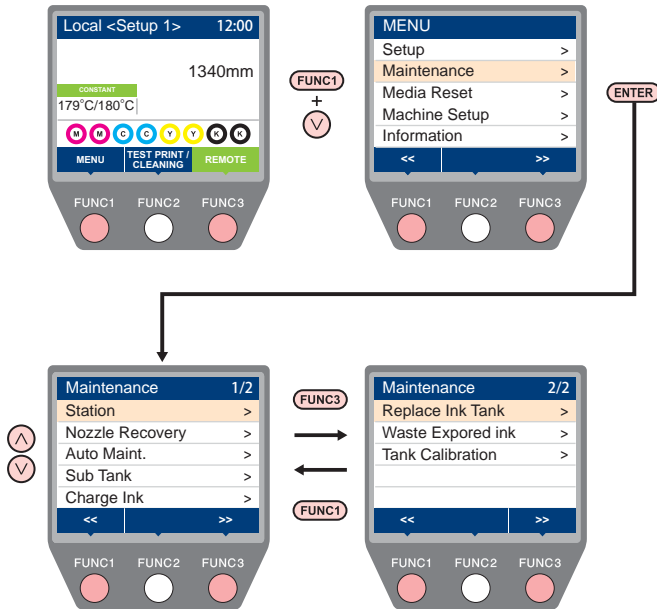 Local <Setup 1> 12:00
1340mm
CONSTANT
179°C/180°C
M M C C Y Y K K
MENU TEST PRINT / CLEANING REMOTE
FUNC1 FUNC2 FUNC3
FUNC1
+
MENU
Setup >
Maintenance >
Media Reset >
Machine Setup >
Information >
<< >>
FUNC1 FUNC2 FUNC3
ENTER
Maintenance 1/2
Station >
Nozzle Recovery >
Auto Maint. >
Sub Tank >
Charge Ink >
<< >>
FUNC1 FUNC2 FUNC3
FUNC3
FUNC1
Maintenance 2/2
Replace Ink Tank >
Waste Expored ink >
Tank Calibration >
<< >>
FUNC1 FUNC2 FUNC3